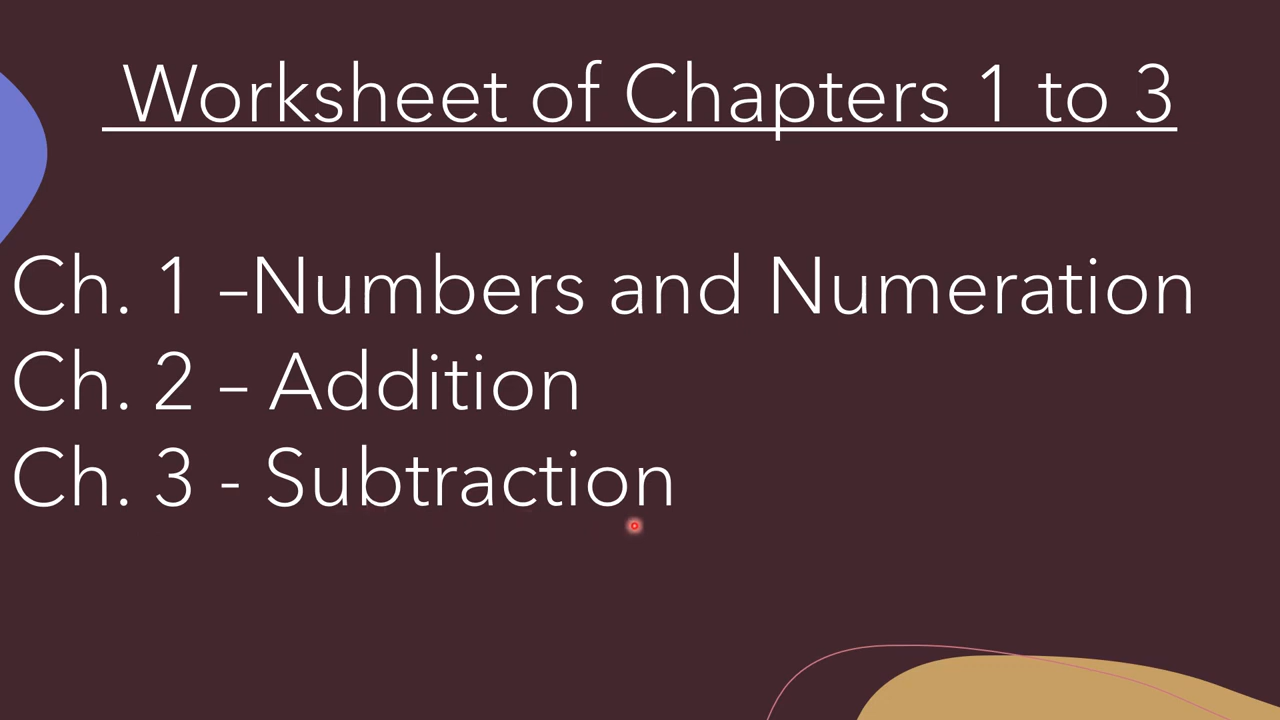 Worksheet of Chapters 1 to 3
Ch. 1 –Numbers and Numeration
Ch. 2 – Addition
Ch. 3 - Subtraction